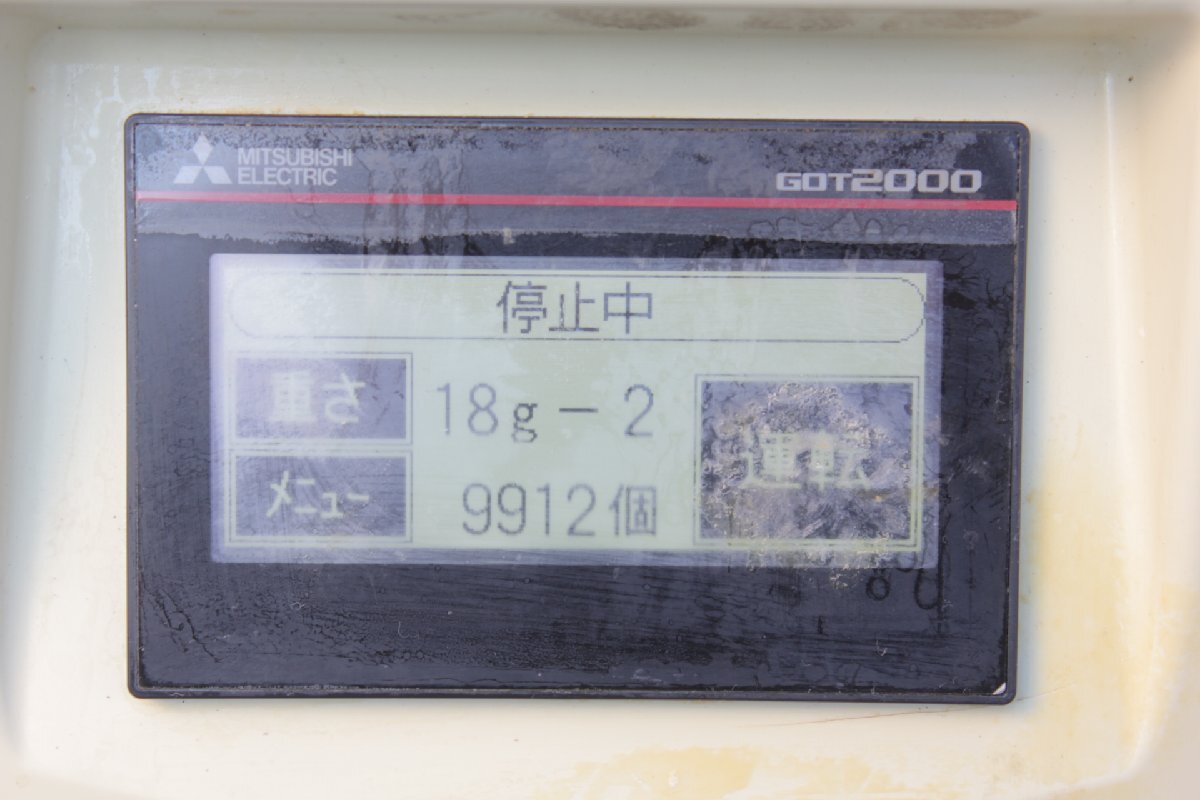 MITSUBISHI
ELECTRIC
GOT2000
停止中
重さ
18g-2
メニュー
9912個
運転